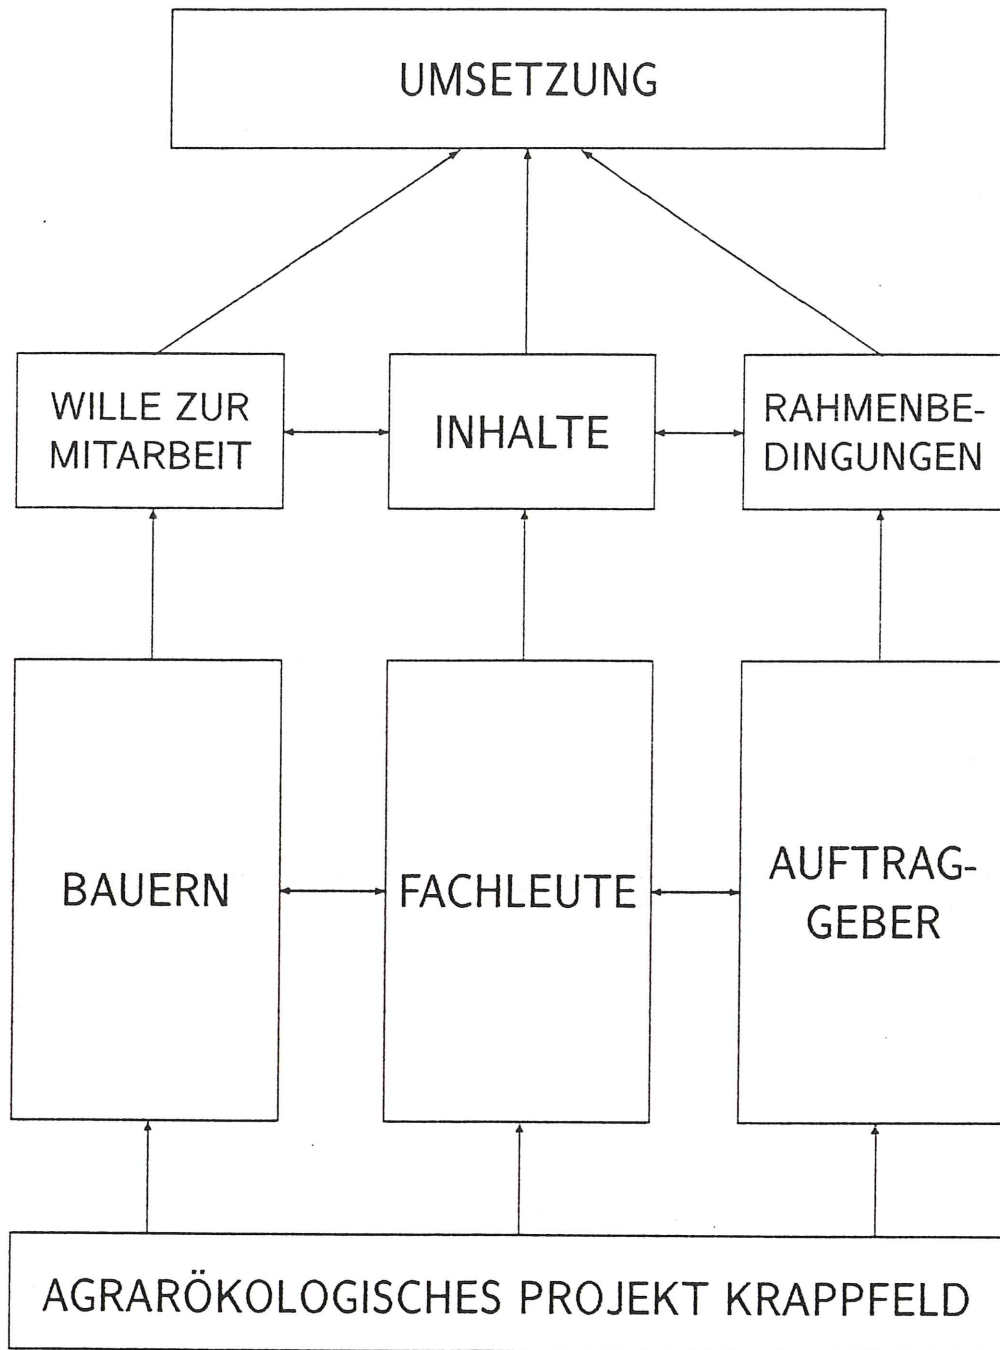 UMSETZUNG
WILLE ZUR
MITARBEIT
INHALTE
RAHMENBE-
DINGUNGEN
BAUERN
FACHLEUTE
AUFTRAG-
GEBER
AGRARÖKOLOGISCHES PROJEKT KRAPPFELD